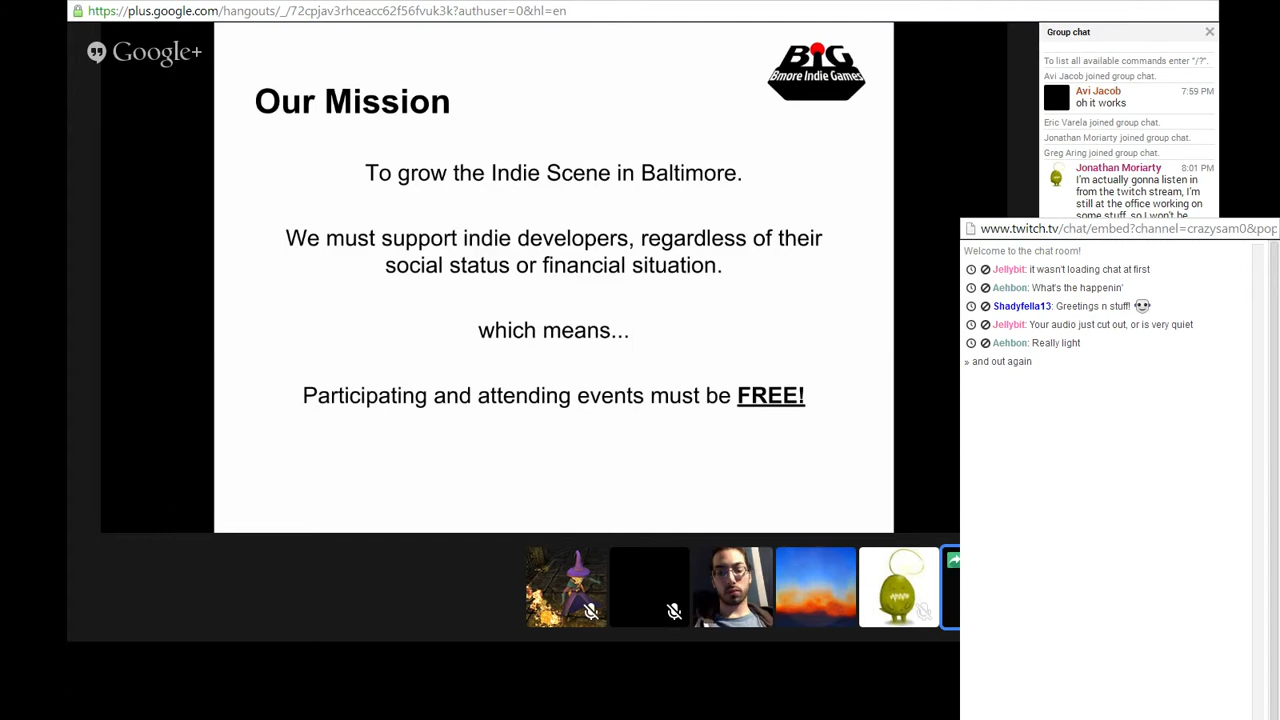 https://plus.google.com/hangouts/_/72cpjav3rhceacc62f56fvuk3k?authuser=0&hl=en
Google+
BIG
Bmore Indie Games
Our Mission
To grow the Indie Scene in Baltimore.
We must support indie developers, regardless of their
social status or financial situation.
which means...
Participating and attending events must be FREE!
Group chat
To list all available commands enter "/?".
Avi Jacob joined group chat.
Avi Jacob 7:59 PM
oh it works
Eric Varela joined group chat.
Jonathan Moriarty joined group chat.
Greg Aring joined group chat.
Jonathan Moriarty 8:01 PM
I'm actually gonna listen in
from the twitch stream, I'm
still at the office working on
some stuff, so I won't be
www.twitch.tv/chat/embed?channel=crazysam0&pop
Welcome to the chat room!
Jellybit: it wasn't loading chat at first
Aehbon: What's the happenin'
Shadyfella13: Greetings n stuff!
Jellybit: Your audio just cut out, or is very quiet
Aehbon: Really light
» and out again